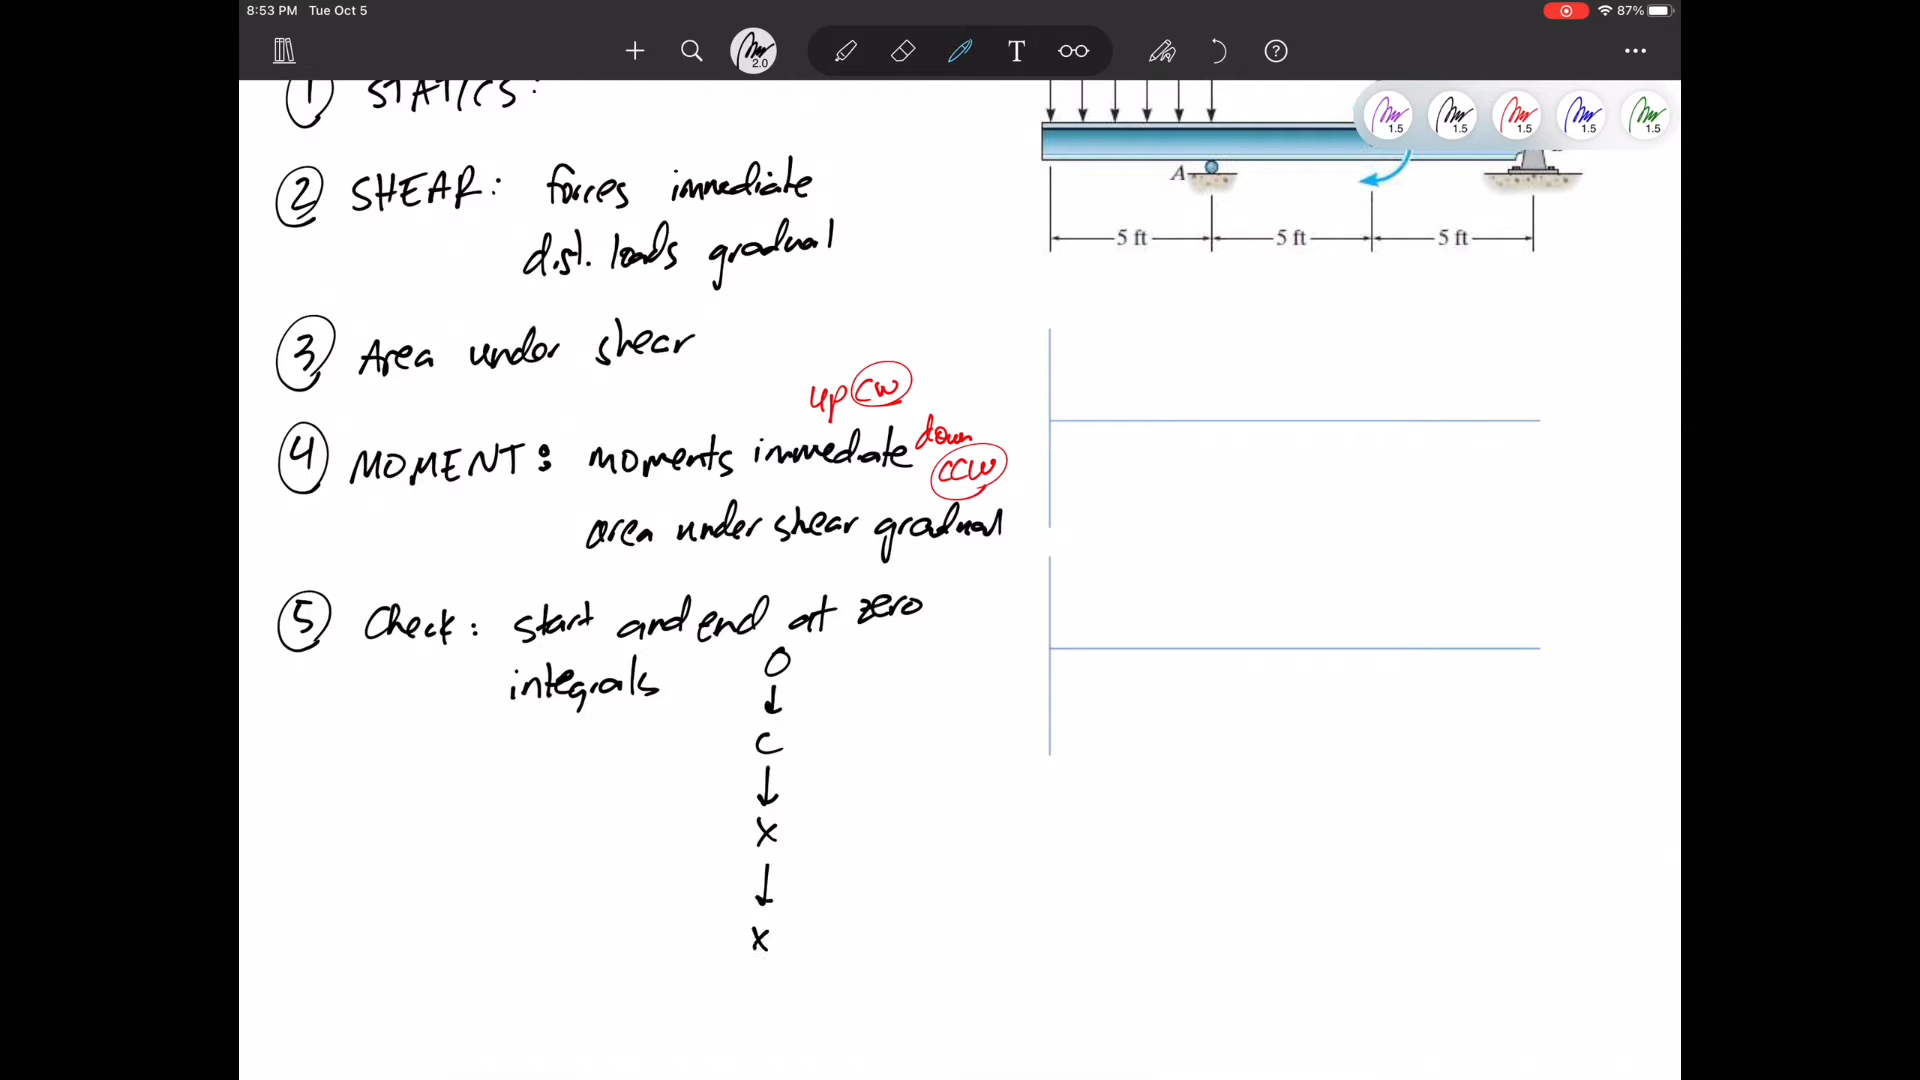 8:53 PM Tue Oct 5
87%
2.0
T
?
1.5 1.5 1.5 1.5 1.5
1 STATICS:
2 SHEAR: forces immediate
dist. loads gradual
3 Area under shear
up CW
4 MOMENT: moments immediate down
CCW
area under shear gradual
5 Check: start and end at zero
integrals
0
↓
C
↓
x
↓
x
A
5 ft 5 ft 5 ft